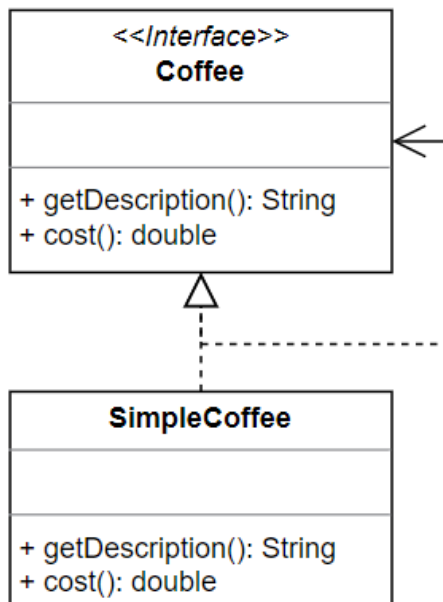 <<Interface>>
Coffee
+ getDescription(): String
+ cost(): double
SimpleCoffee
+ getDescription(): String
+ cost(): double